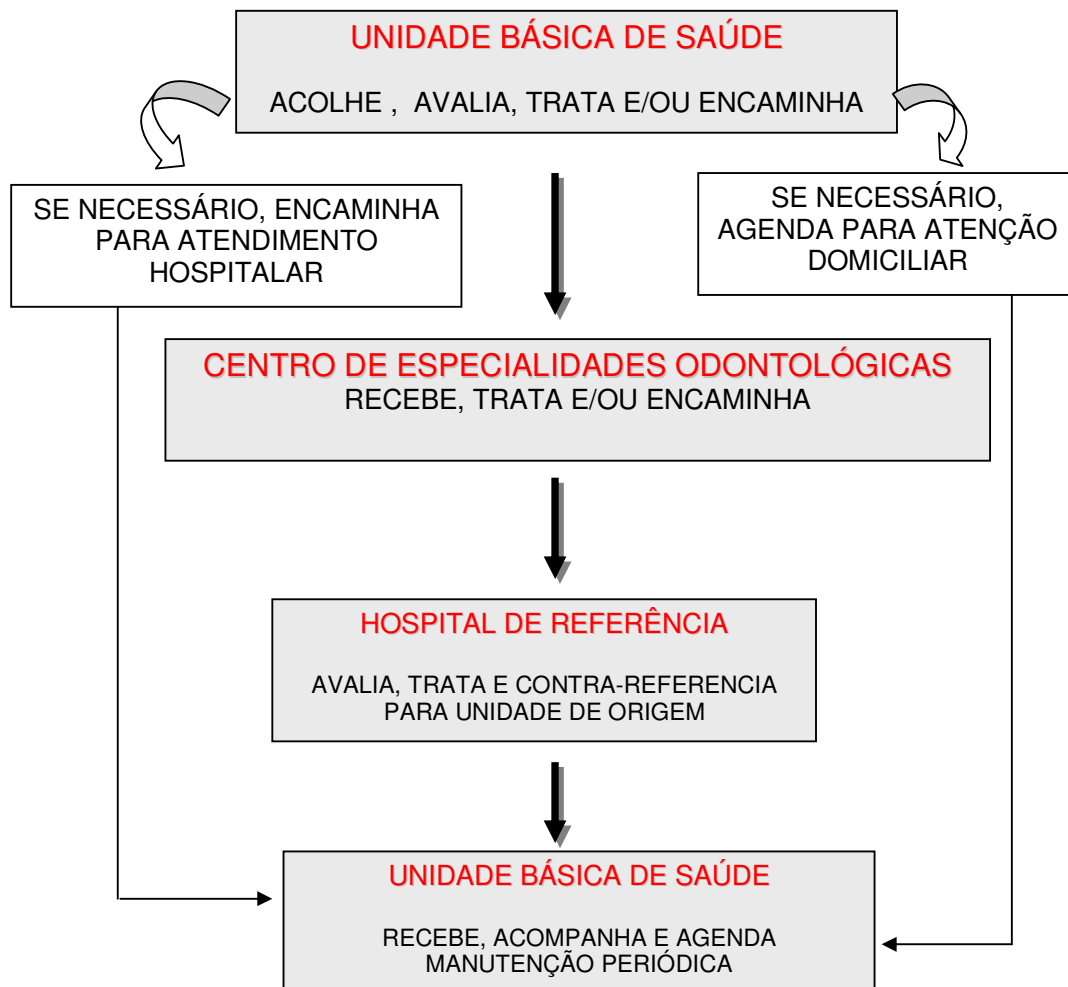 UNIDADE BÁSICA DE SAÚDE
ACOLHE , AVALIA, TRATA E/OU ENCAMINHA
SE NECESSÁRIO, ENCAMINHA
PARA ATENDIMENTO
HOSPITALAR
SE NECESSÁRIO,
AGENDA PARA ATENÇÃO
DOMICILIAR
CENTRO DE ESPECIALIDADES ODONTOLÓGICAS
RECEBE, TRATA E/OU ENCAMINHA
HOSPITAL DE REFERÊNCIA
AVALIA, TRATA E CONTRA-REFERENCIA
PARA UNIDADE DE ORIGEM
UNIDADE BÁSICA DE SAÚDE
RECEBE, ACOMPANHA E AGENDA
MANUTENÇÃO PERIÓDICA